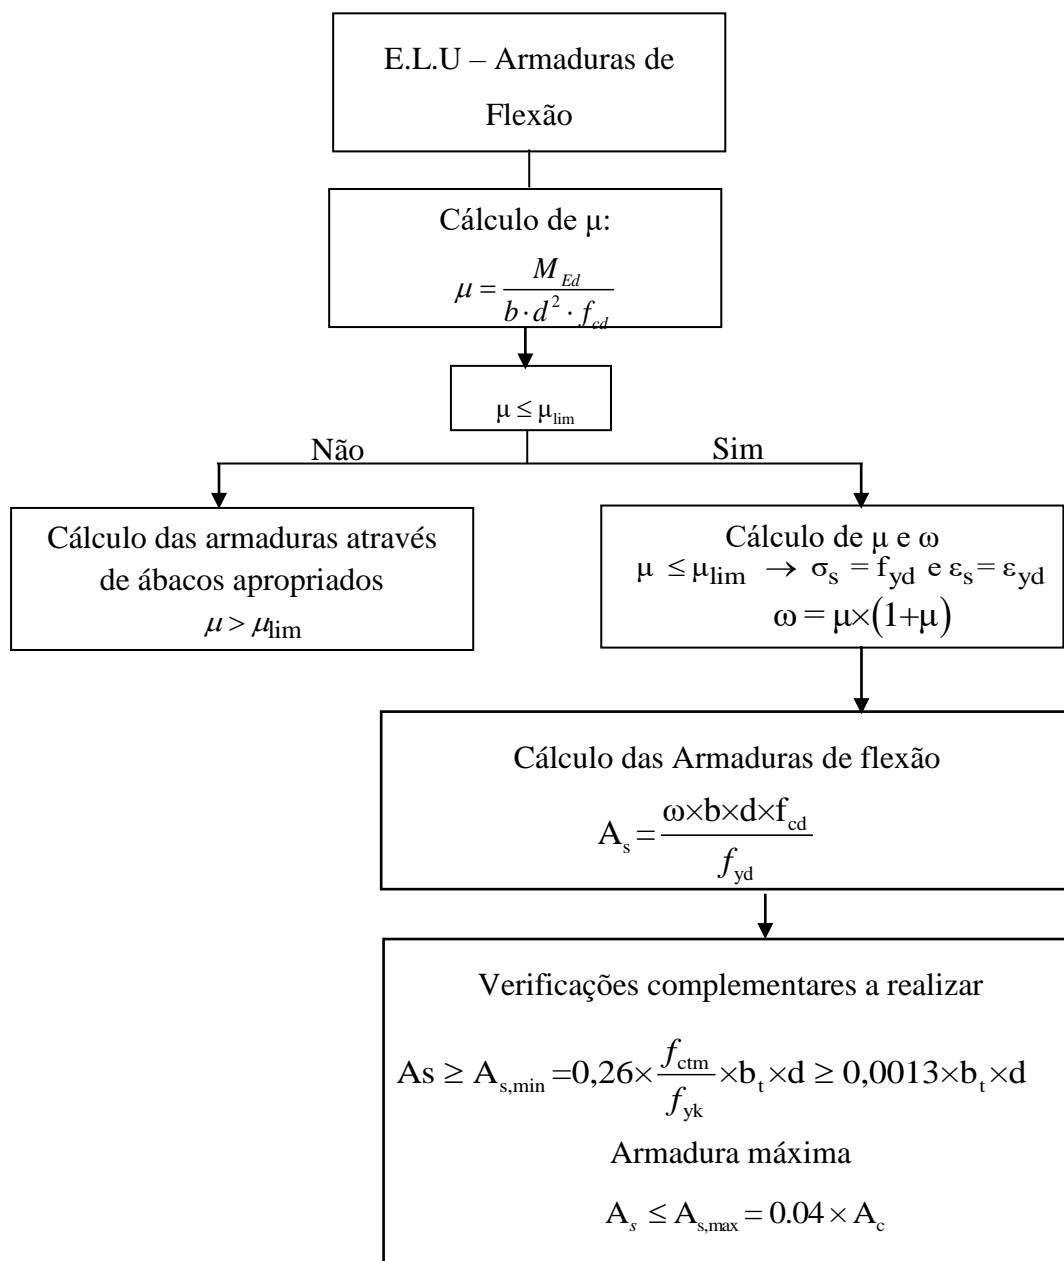 E.L.U – Armaduras de
Flexão
Cálculo de μ:
μ = M_Ed / (b · d² · f_cd)
μ ≤ μ_lim
Não
Sim
Cálculo das armaduras através
de ábacos apropriados
μ > μ_lim
Cálculo de μ e ω
μ ≤ μ_lim → σ_s = f_yd e ε_s = ε_yd
ω = μ×(1+μ)
Cálculo das Armaduras de flexão
A_s = (ω×b×d×f_cd) / f_yd
Verificações complementares a realizar
As ≥ A_s,min =0,26× f_ctm / f_yk ×b_t×d ≥ 0,0013×b_t×d
Armadura máxima
A_s ≤ A_s,max = 0.04 × A_c